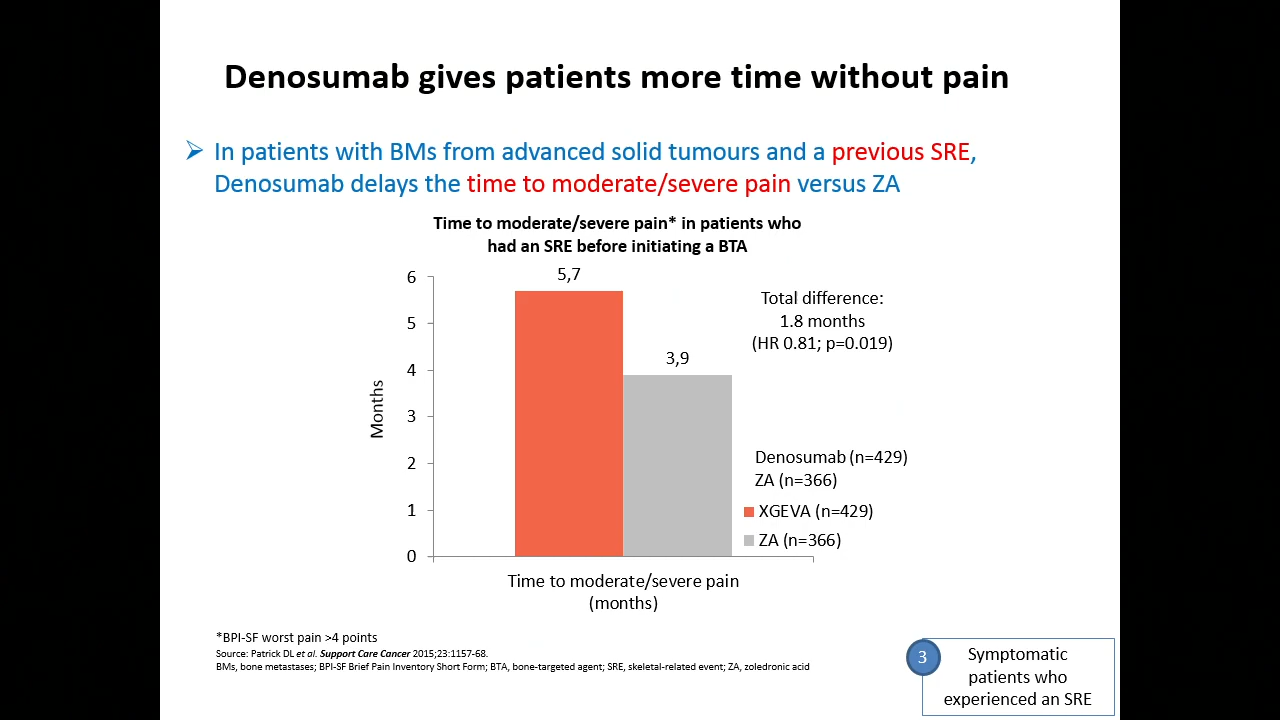 Denosumab gives patients more time without pain
In patients with BMs from advanced solid tumours and a previous SRE,
Denosumab delays the time to moderate/severe pain versus ZA
Time to moderate/severe pain* in patients who
had an SRE before initiating a BTA
6
5
4
3
2
1
0
Months
5,7
3,9
Total difference:
1.8 months
(HR 0.81; p=0.019)
Denosumab (n=429)
ZA (n=366)
XGEVA (n=429)
ZA (n=366)
Time to moderate/severe pain
(months)
*BPI-SF worst pain >4 points
Source: Patrick DL et al. Support Care Cancer 2015;23:1157-68.
BMs, bone metastases; BPI-SF Brief Pain Inventory Short Form; BTA, bone-targeted agent; SRE, skeletal-related event; ZA, zoledronic acid
3
Symptomatic
patients who
experienced an SRE